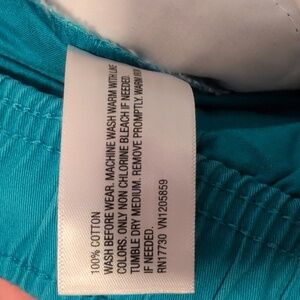 100% COTTON
WASH BEFORE WEAR. MACHINE WASH WARM WITH LIKE
COLORS. ONLY NON CHLORINE BLEACH IF NEEDED.
TUMBLE DRY MEDIUM. REMOVE PROMPTLY. WARM IRON
IF NEEDED.
RN17730 VN1205859